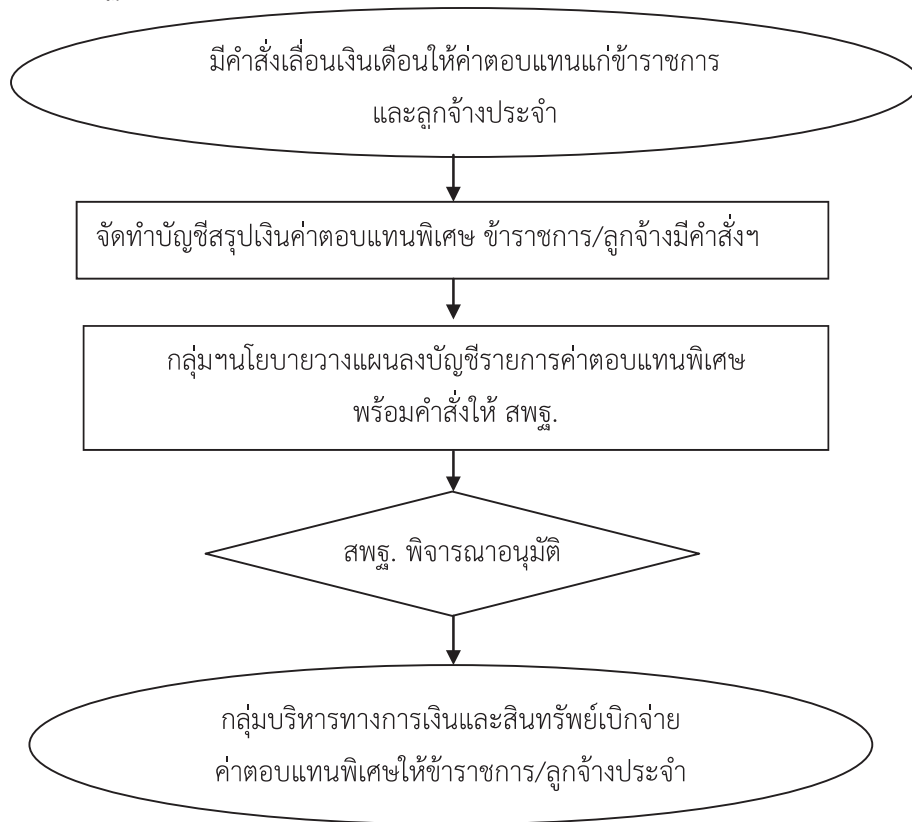 มีคำสั่งเลื่อนเงินเดือนให้ค่าตอบแทนแก่ข้าราชการ
และลูกจ้างประจำ
จัดทำบัญชีสรุปเงินค่าตอบแทนพิเศษ ข้าราชการ/ลูกจ้างมีคำสั่งฯ
กลุ่มฯนโยบายวางแผนลงบัญชีรายการค่าตอบแทนพิเศษ
พร้อมคำสั่งให้ สพฐ.
สพฐ. พิจารณาอนุมัติ
กลุ่มบริหารทางการเงินและสินทรัพย์เบิกจ่าย
ค่าตอบแทนพิเศษให้ข้าราชการ/ลูกจ้างประจำ